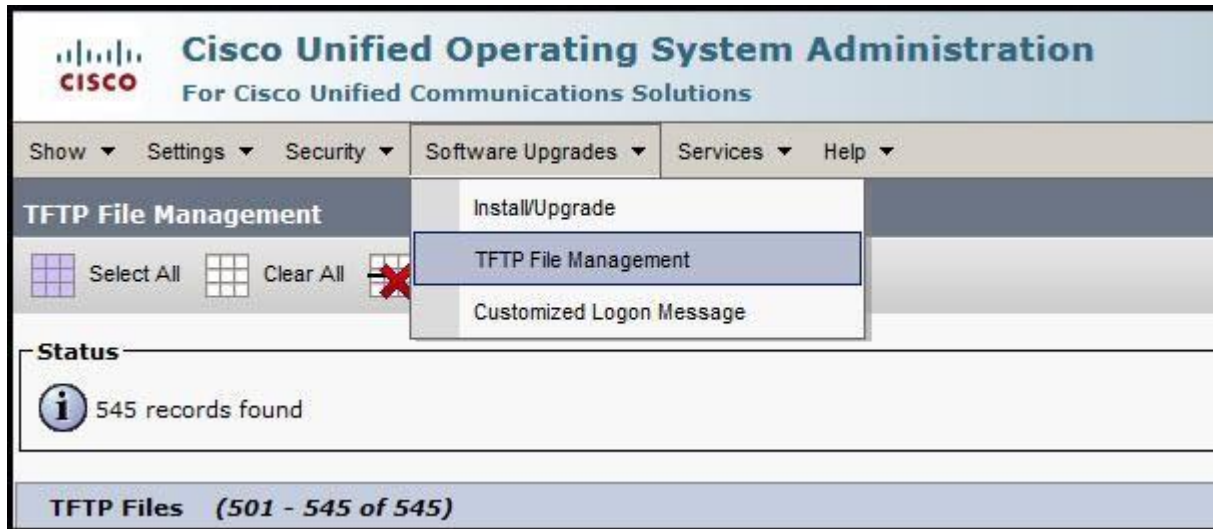 CISCO
Cisco Unified Operating System Administration
For Cisco Unified Communications Solutions
Show Settings Security Software Upgrades Services Help
TFTP File Management
Install/Upgrade
TFTP File Management
Customized Logon Message
Select All Clear All
Status
545 records found
TFTP Files (501 - 545 of 545)